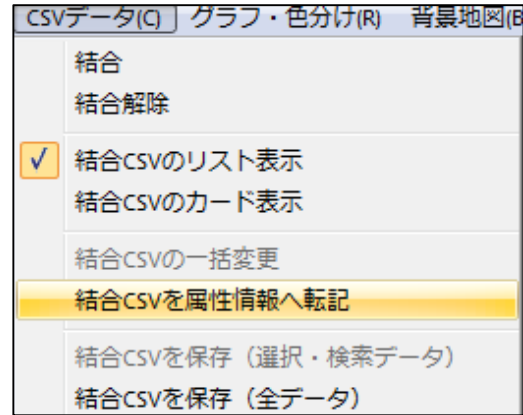 CSVデータ(C) グラフ・色分け(R) 背景地図(B
結合
結合解除
結合CSVのリスト表示
結合CSVのカード表示
結合CSVの一括変更
結合CSVを属性情報へ転記
結合CSVを保存（選択・検索データ）
結合CSVを保存（全データ）